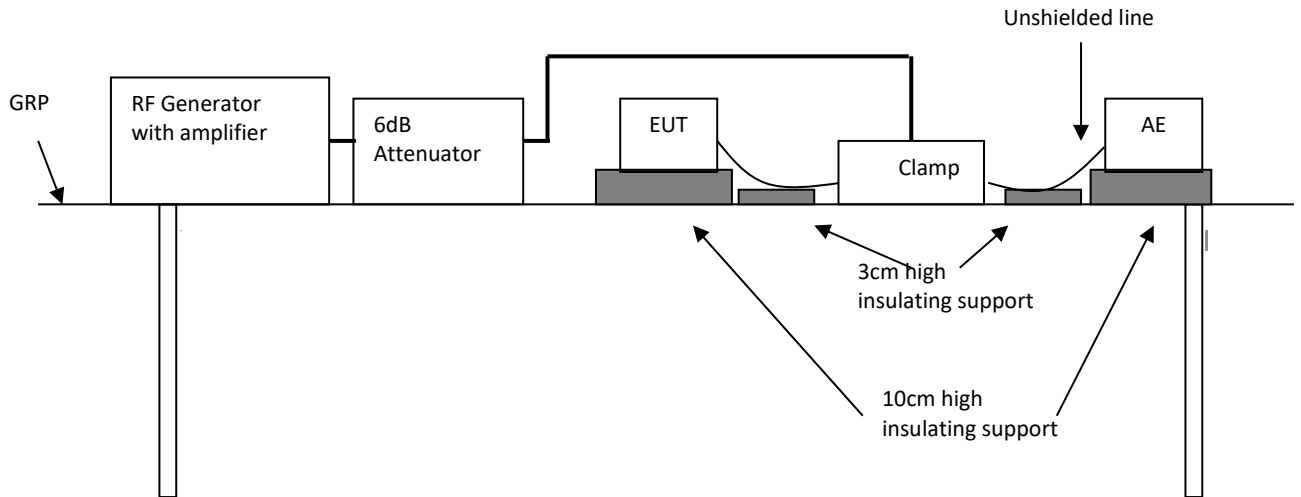 Unshielded line
GRP
RF Generator
with amplifier
6dB
Attenuator
EUT
Clamp
AE
3cm high
insulating support
10cm high
insulating support